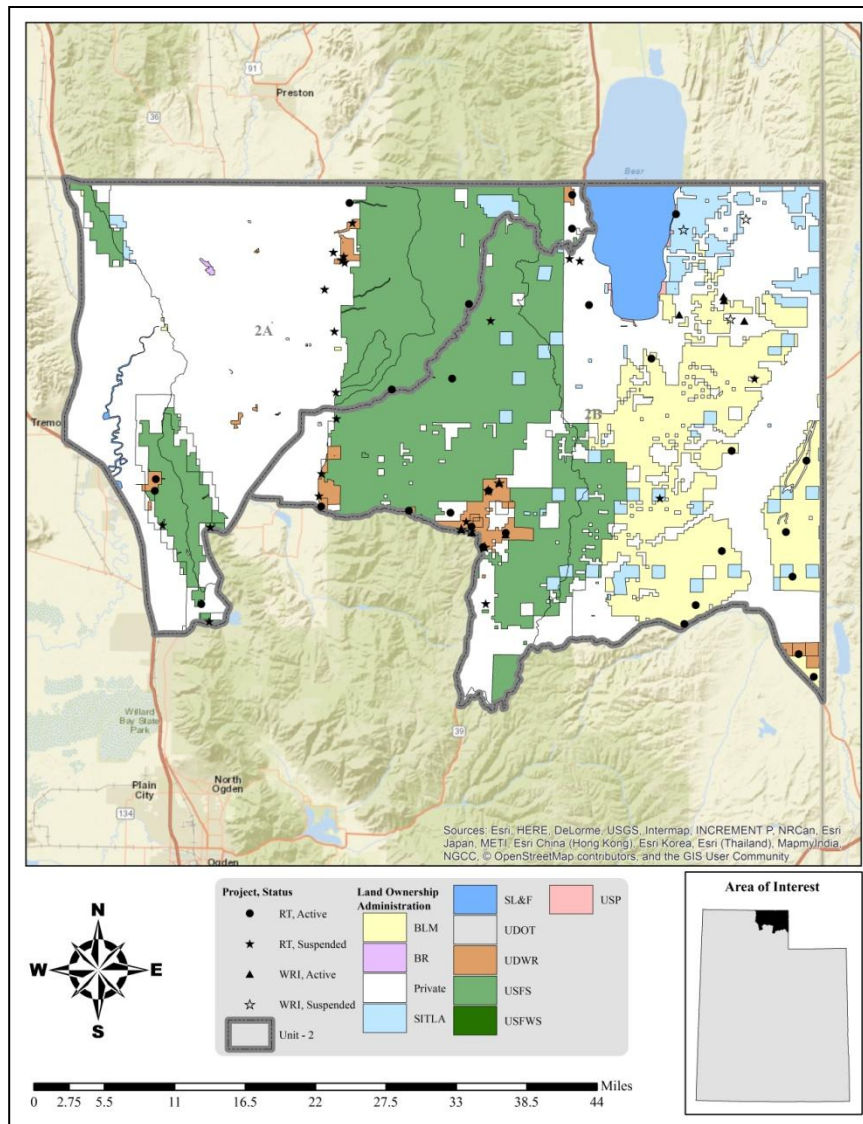 91
Preston
36
Bear
2A
Tremo
2B
Willard
Bay State
Park
39
Plain
City
North
Ogden
134
Ogden
Sources: Esri, HERE, DeLorme, USGS, Intermap, INCREMENT P, NRCan, Esri
Japan, METI, Esri China (Hong Kong), Esri Korea, Esri (Thailand), MapmyIndia,
NGCC, © OpenStreetMap contributors, and the GIS User Community
Project, Status
RT, Active
RT, Suspended
WRI, Active
WRI, Suspended
Unit - 2
Land Ownership
Administration
BLM
BR
Private
SITLA
SL&F
UDOT
UDWR
USFS
USFWS
USP
Area of Interest
N
W E
S
Miles
0 2.75 5.5 11 16.5 22 27.5 33 38.5 44